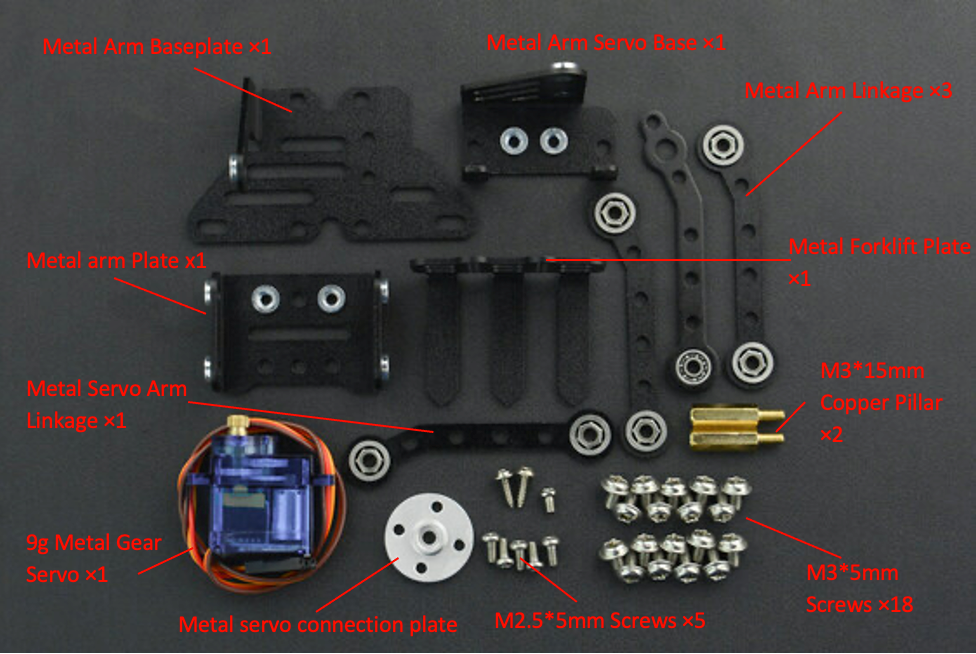 Metal Arm Baseplate ×1
Metal Arm Servo Base ×1
Metal Arm Linkage ×3
Metal Forklift Plate
×1
Metal arm Plate x1
M3*15mm
Copper Pillar
×2
Metal Servo Arm
Linkage ×1
9g Metal Gear
Servo ×1
M3*5mm
Screws ×18
Metal servo connection plate
M2.5*5mm Screws ×5